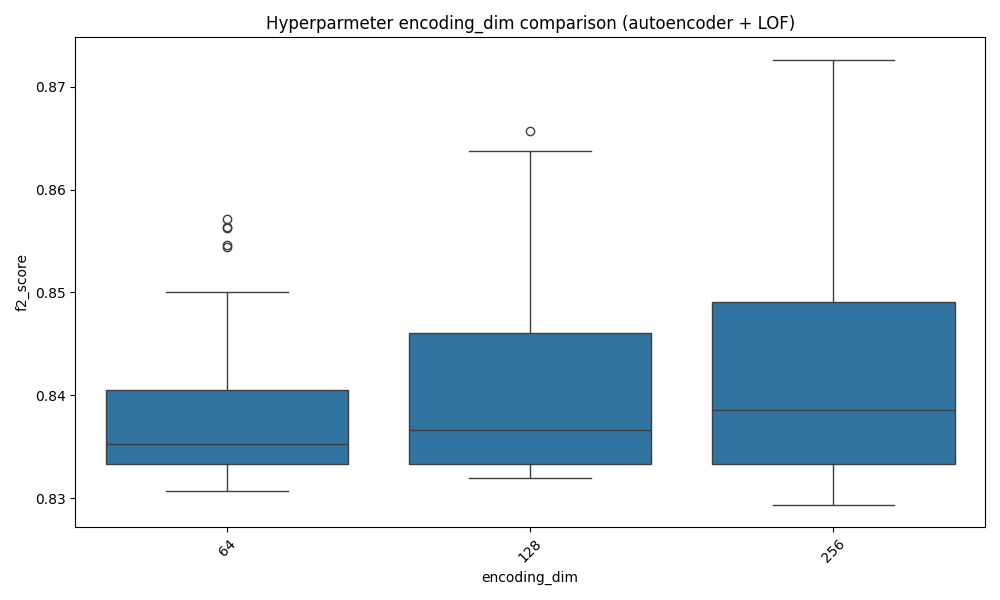 Hyperparmeter encoding_dim comparison (autoencoder + LOF)
0.87
0.86
0.85
0.84
0.83
f2_score
64
128
256
encoding_dim